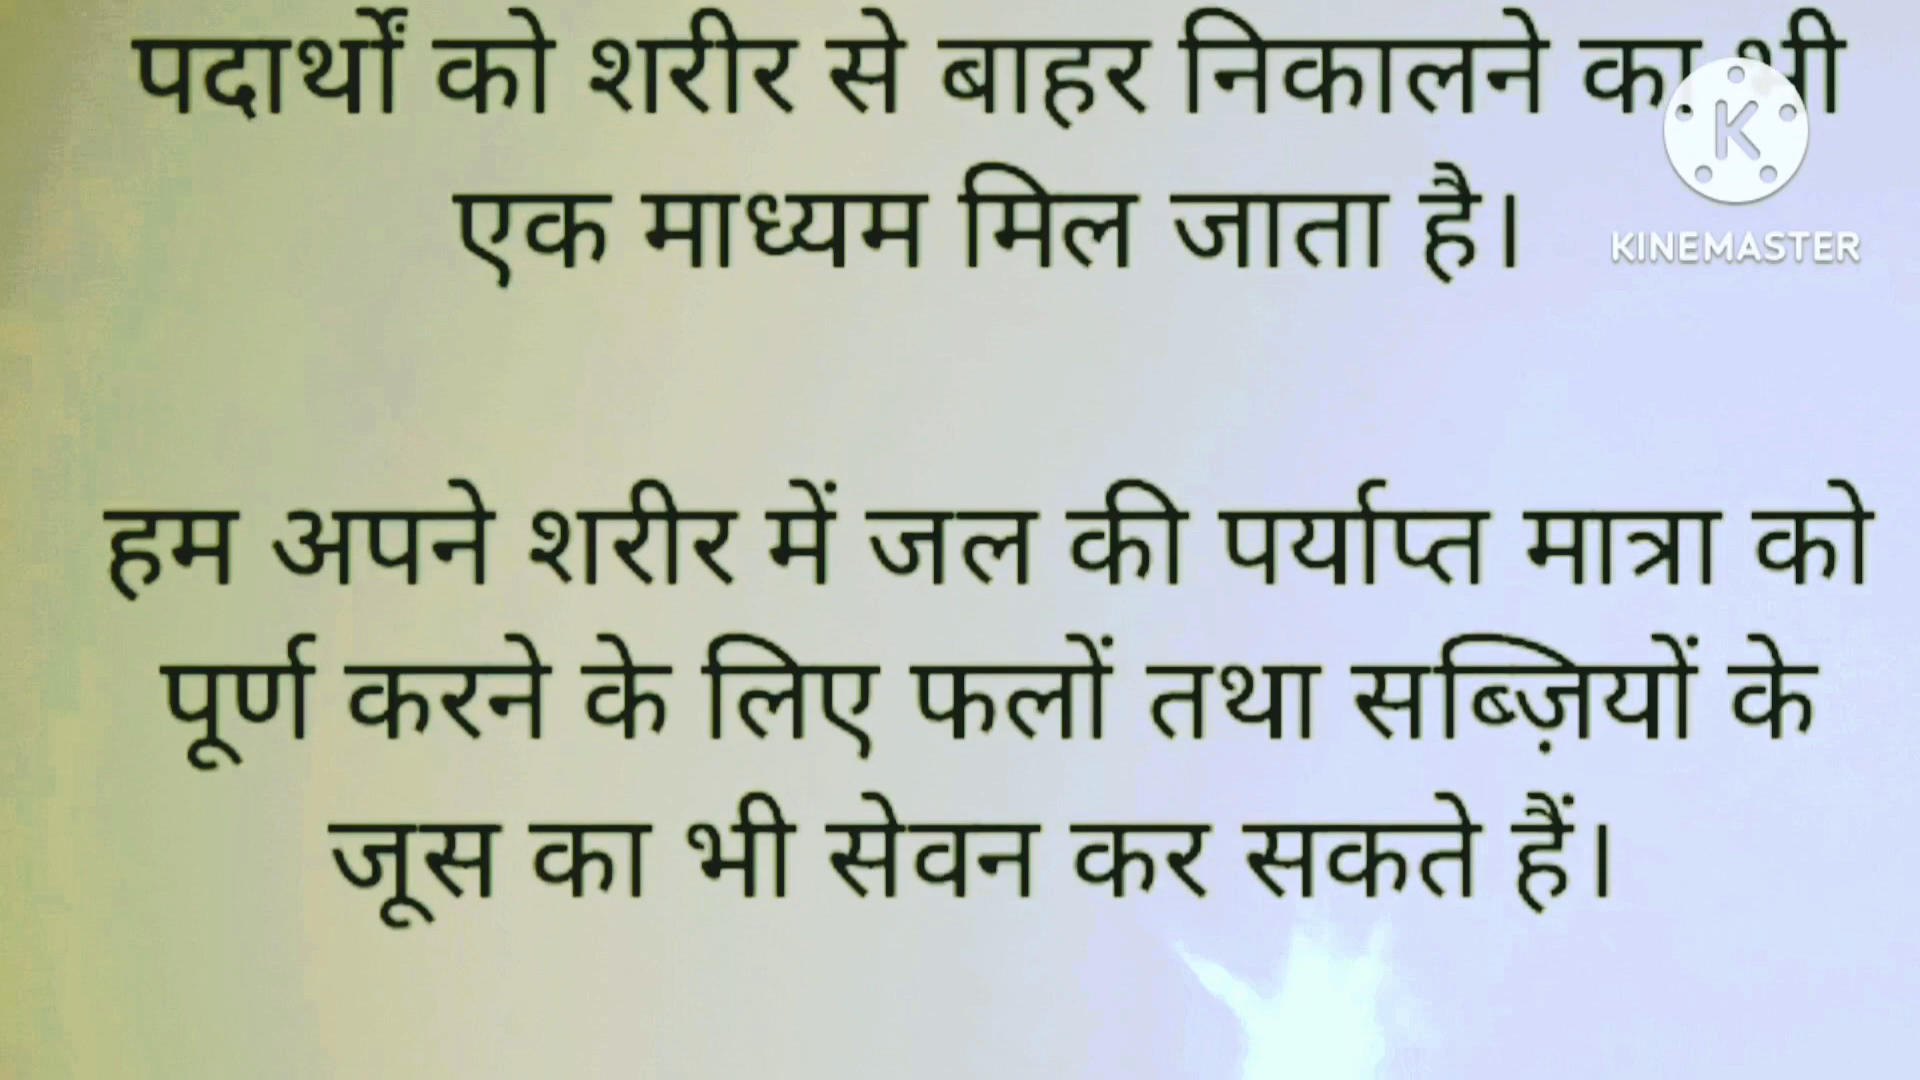 पदार्थों को शरीर से बाहर निकालने का भी
एक माध्यम मिल जाता है।
KINEMASTER
हम अपने शरीर में जल की पर्याप्त मात्रा को
पूर्ण करने के लिए फलों तथा सब्ज़ियों के
जूस का भी सेवन कर सकते हैं।